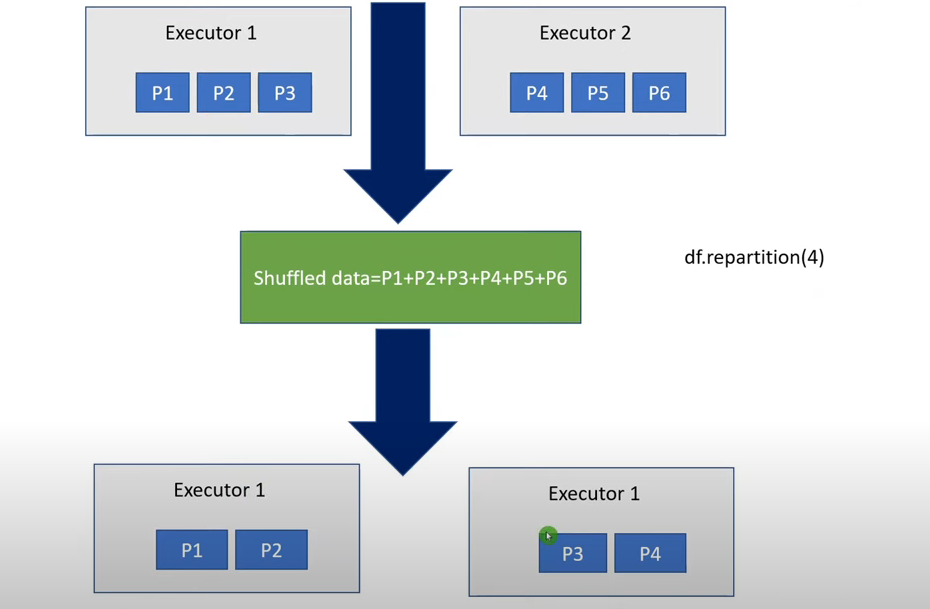 Executor 1
P1 P2 P3
Executor 2
P4 P5 P6
Shuffled data=P1+P2+P3+P4+P5+P6
df.repartition(4)
Executor 1
P1 P2
Executor 1
P3 P4